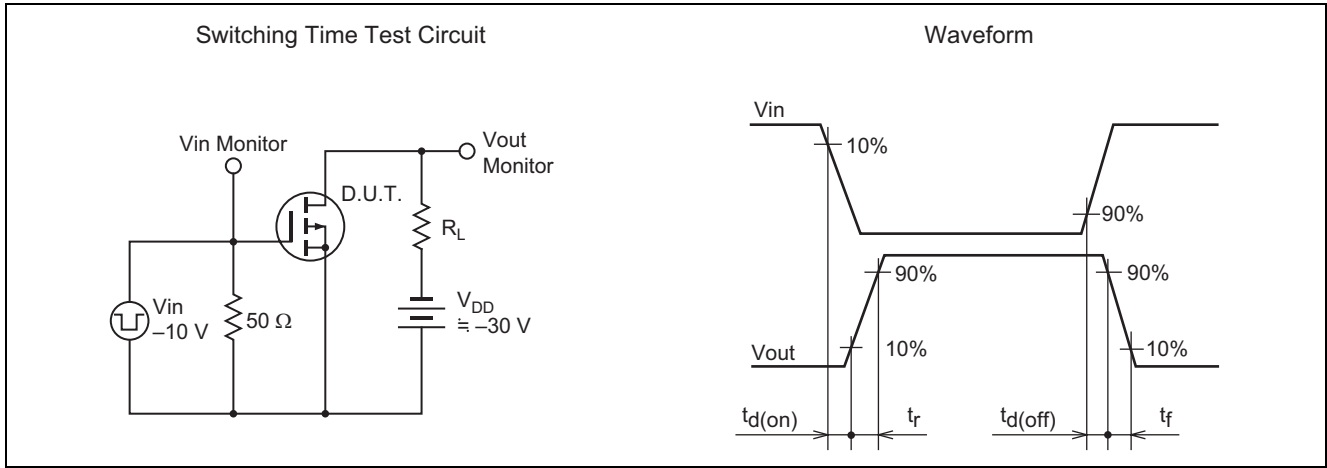 Switching Time Test Circuit
Vin Monitor
Vout
Monitor
D.U.T.
RL
Vin
–10 V
50 Ω
VDD
≒ –30 V
Waveform
Vin
10%
90%
90%
90%
Vout
10%
10%
td(on)
tr
td(off)
tf